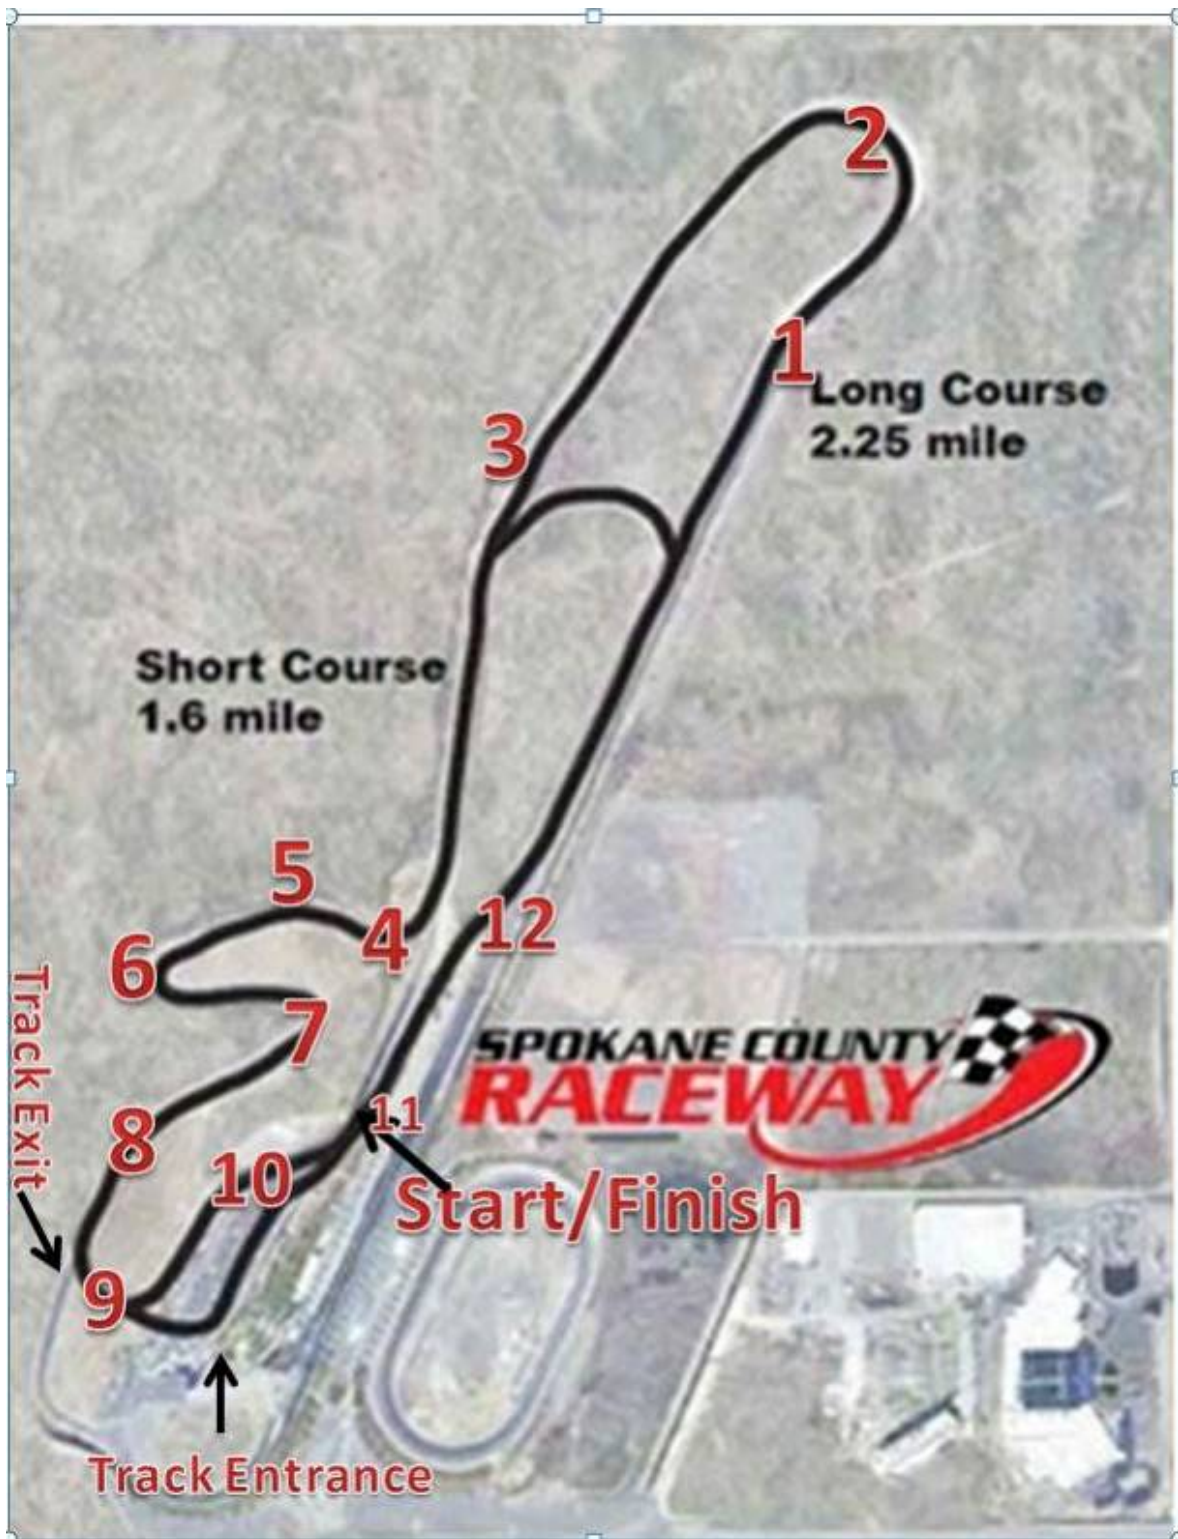 2
1
Long Course
2.25 mile
3
Short Course
1.6 mile
5
4
12
6
7
Track Exit
SPOKANE COUNTY
RACEWAY
8
11
10
Start/Finish
9
Track Entrance